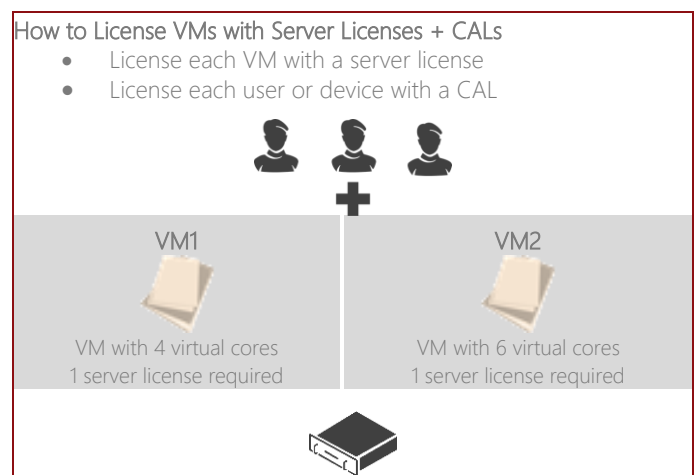 How to License VMs with Server Licenses + CALs
• License each VM with a server license
• License each user or device with a CAL
VM1
VM with 4 virtual cores
1 server license required
VM2
VM with 6 virtual cores
1 server license required